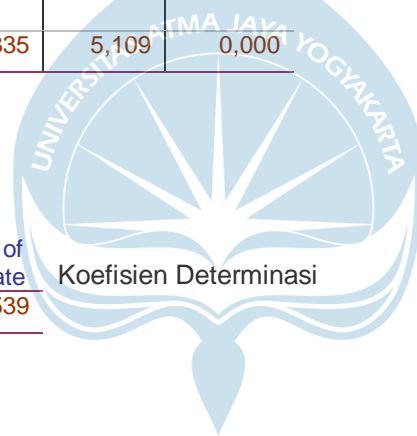 UNIVERSITAS ATMA JAYA YOGYAKARTA
335 5,109 0,000
of
ate Koefisien Determinasi
539